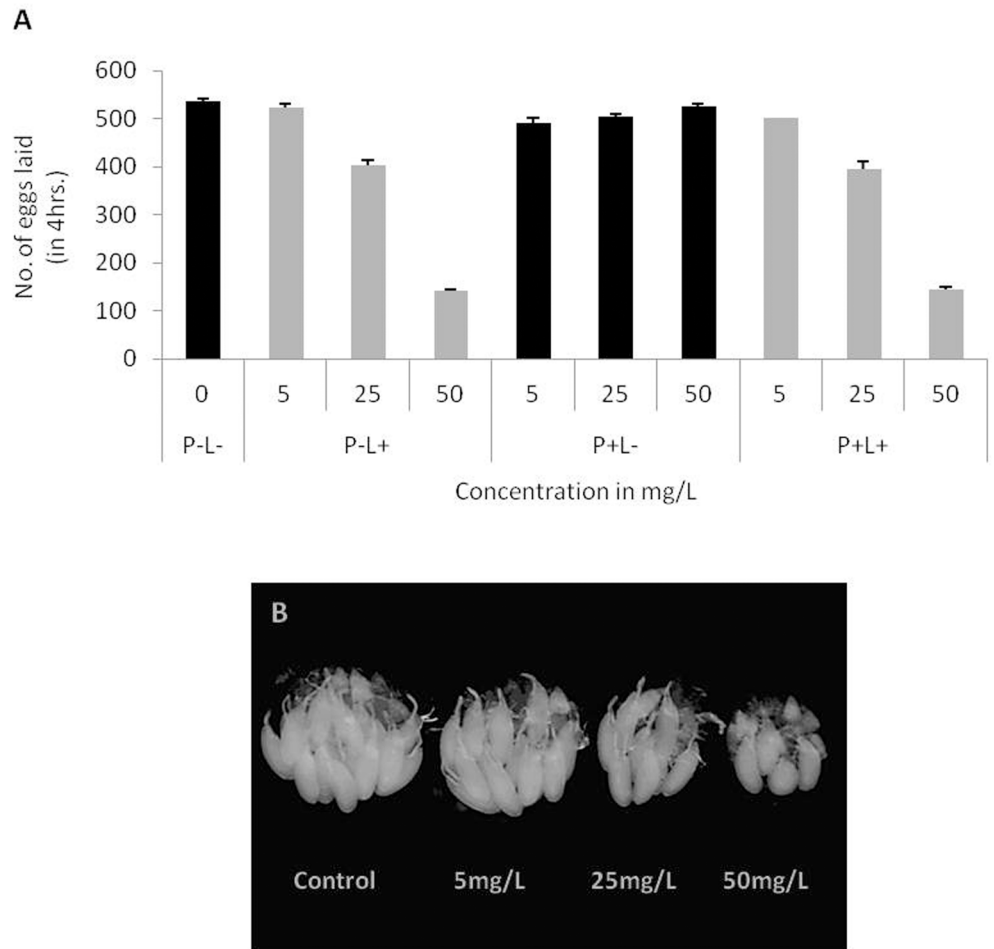 A
600
500
400
300
200
100
0
No. of eggs laid
(in 4hrs.)
0 5 25 50 5 25 50 5 25 50
P-L- P-L+ P+L- P+L+
Concentration in mg/L
B
Control 5mg/L 25mg/L 50mg/L